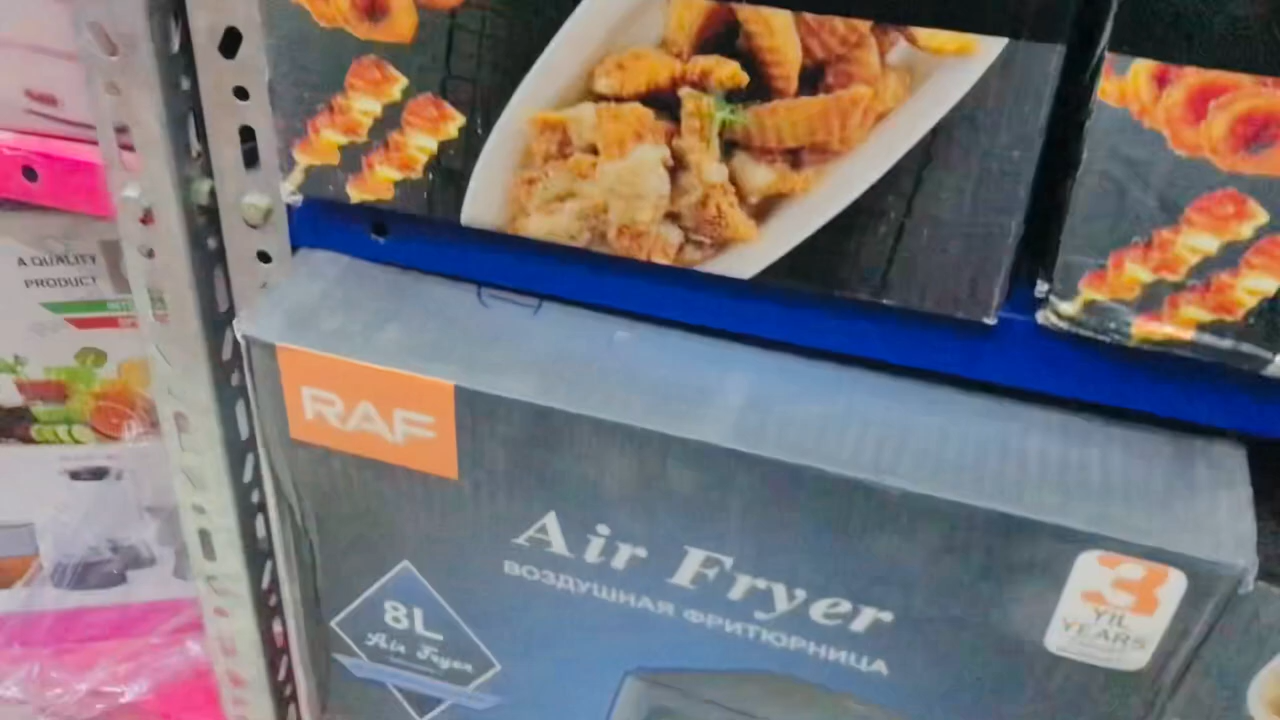 A QUALITY
PRODUCT
RAF
Air Fryer
ВОЗДУШНАЯ ФРИТЮРНИЦА
8L
Air Fryer
3
YIL
YEARS